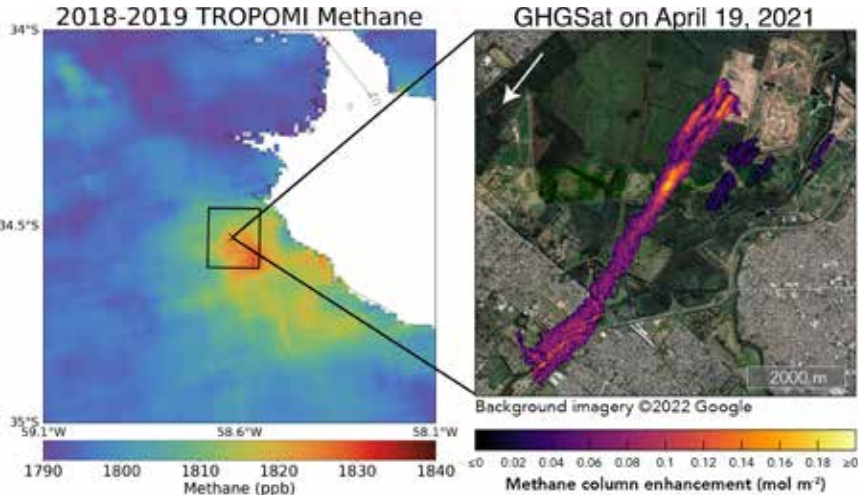 2018-2019 TROPOMI Methane
GHGSat on April 19, 2021
34°S
34.5°S
35°S
59.1°W
58.6°W
58.1°W
1790
1800
1810
1820
1830
1840
Methane (ppb)
2000 m
Background imagery ©2022 Google
≤0
0.02
0.04
0.06
0.08
0.1
0.12
0.14
0.16
0.18
Methane column enhancement (mol m⁻²)